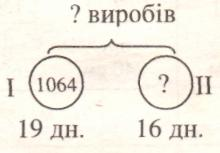 ? виробів
I 1064 ? II
19 дн. 16 дн.